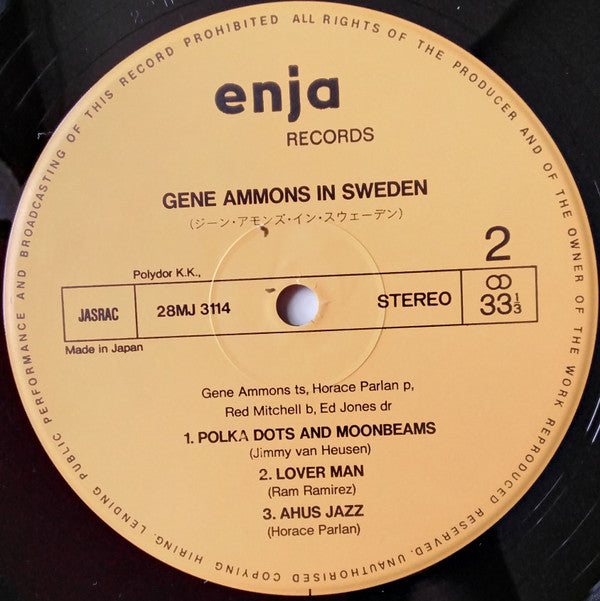 ALL RIGHTS OF THE PRODUCER AND OF THE OWNER OF THE WORK REPRODUCED RESERVED. UNAUTHORISED COPYING HIRING. LENDING PUBLIC PERFORMANCE AND BROADCASTING OF THIS RECORD PROHIBITED
enja
RECORDS
GENE AMMONS IN SWEDEN
(ジーン・アモンズ・イン・スウェーデン)
2
Polydor K.K.,
JASRAC
28MJ 3114
STEREO
33 1/3
Made in Japan
Gene Ammons ts, Horace Parlan p,
Red Mitchell b, Ed Jones dr
1. POLKA DOTS AND MOONBEAMS
(Jimmy van Heusen)
2. LOVER MAN
(Ram Ramirez)
3. AHUS JAZZ
(Horace Parlan)